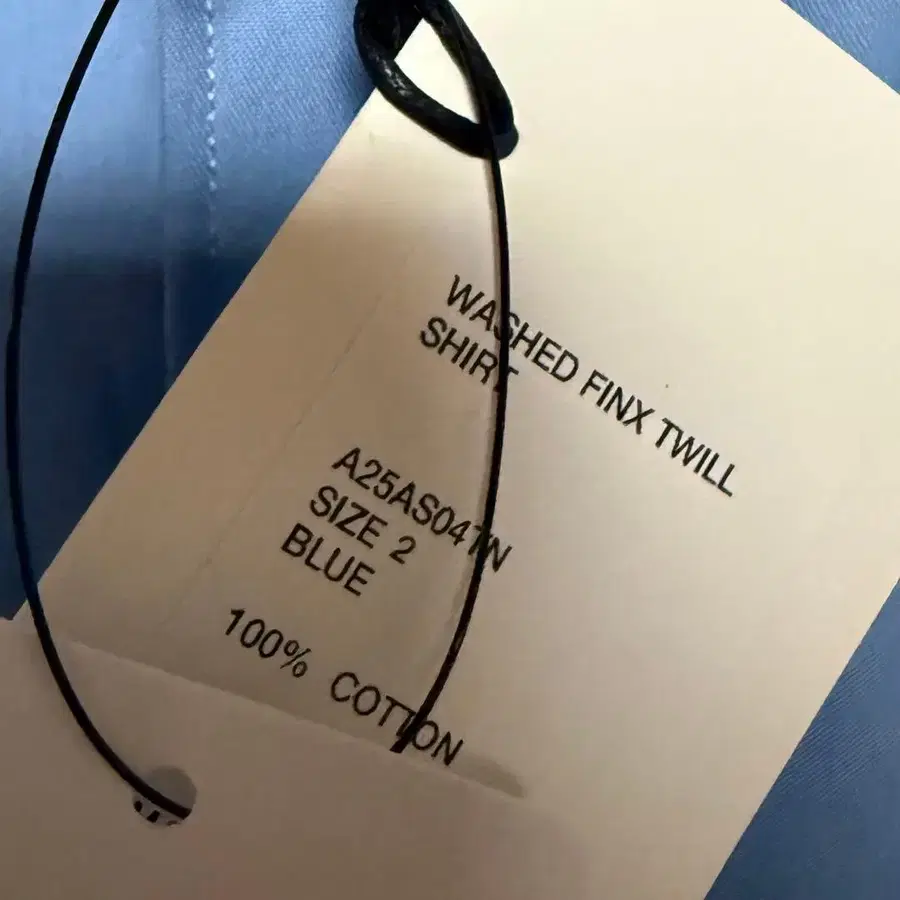 WASHED FINX TWILL
SHIRT
A25AS04TN
SIZE 2
BLUE
100% COTTON